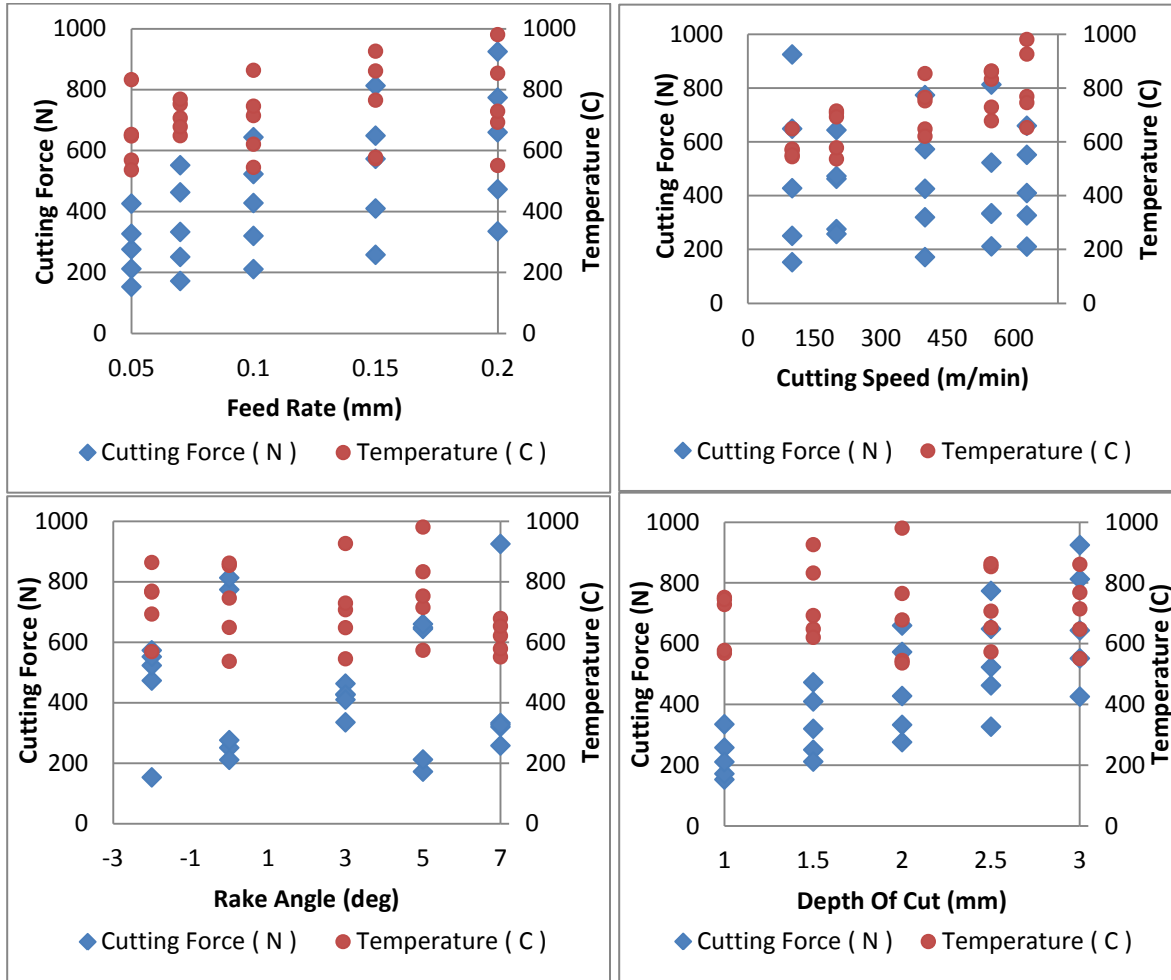 1000
800
600
400
200
0
Cutting Force (N)
1000
800
600
400
200
0
Temperature (C)
0.05 0.1 0.15 0.2
Feed Rate (mm)
Cutting Force ( N ) Temperature ( C )
1000
800
600
400
200
0
Cutting Force (N)
1000
800
600
400
200
0
Temperature (C)
0 150 300 450 600
Cutting Speed (m/min)
Cutting Force ( N ) Temperature ( C )
1000
800
600
400
200
0
Cutting Force (N)
1000
800
600
400
200
0
Temperature (C)
-3 -1 1 3 5 7
Rake Angle (deg)
Cutting Force ( N ) Temperature ( C )
1000
800
600
400
200
0
Cutting Force (N)
1000
800
600
400
200
0
Temperature (C)
1 1.5 2 2.5 3
Depth Of Cut (mm)
Cutting Force ( N ) Temperature ( C )